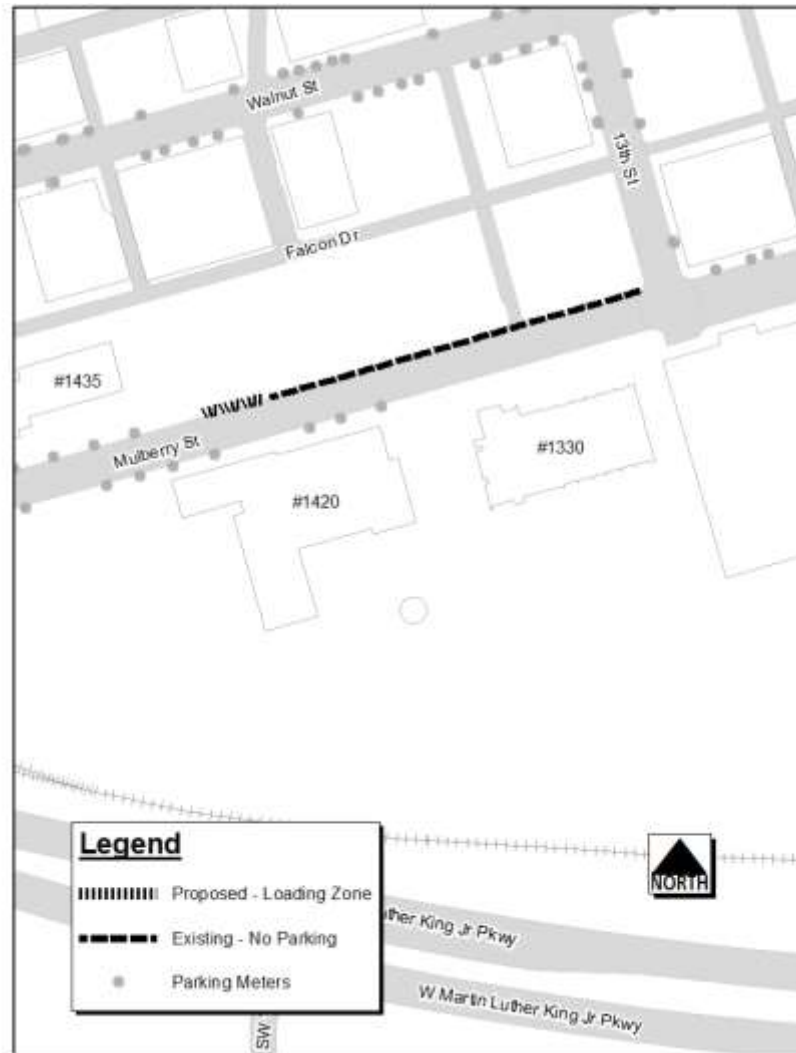 Walnut St
13th St
Falcon Dr
#1435
Mulberry St
#1330
#1420
Legend
Proposed - Loading Zone
Existing - No Parking
Parking Meters
NORTH
uther King Jr Pkwy
W Martin Luther King Jr Pkwy
SW